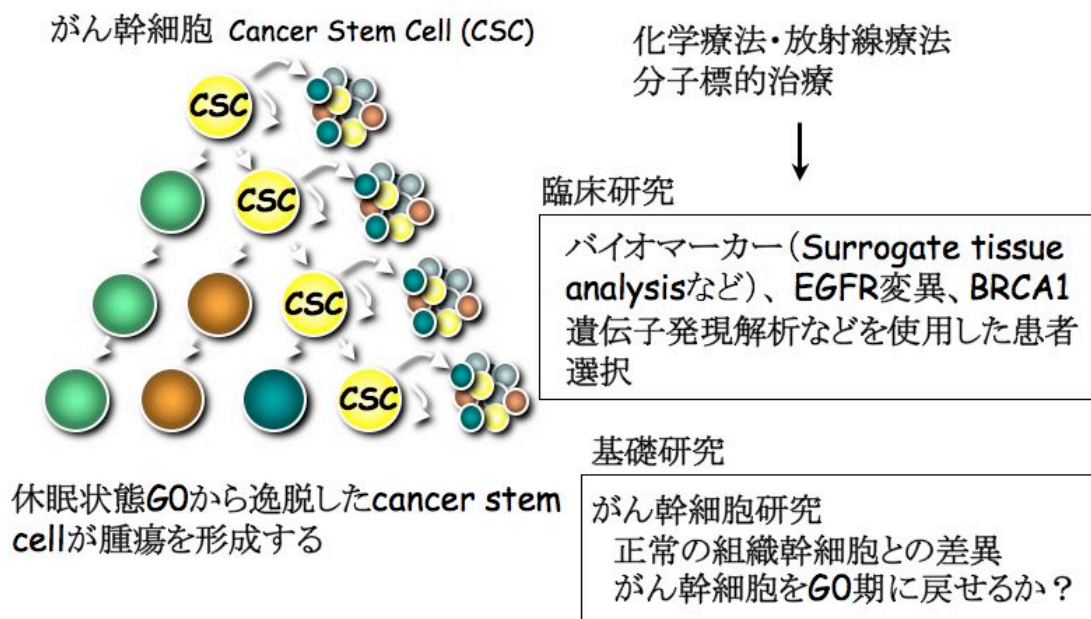 がん幹細胞 Cancer Stem Cell (CSC)
CSC
CSC
CSC
CSC
休眠状態G0から逸脱したcancer stem
cellが腫瘍を形成する
化学療法・放射線療法
分子標的治療
臨床研究
バイオマーカー(Surrogate tissue
analysisなど)、EGFR変異、BRCA1
遺伝子発現解析などを使用した患者
選択
基礎研究
がん幹細胞研究
正常の組織幹細胞との差異
がん幹細胞をG0期に戻せるか?